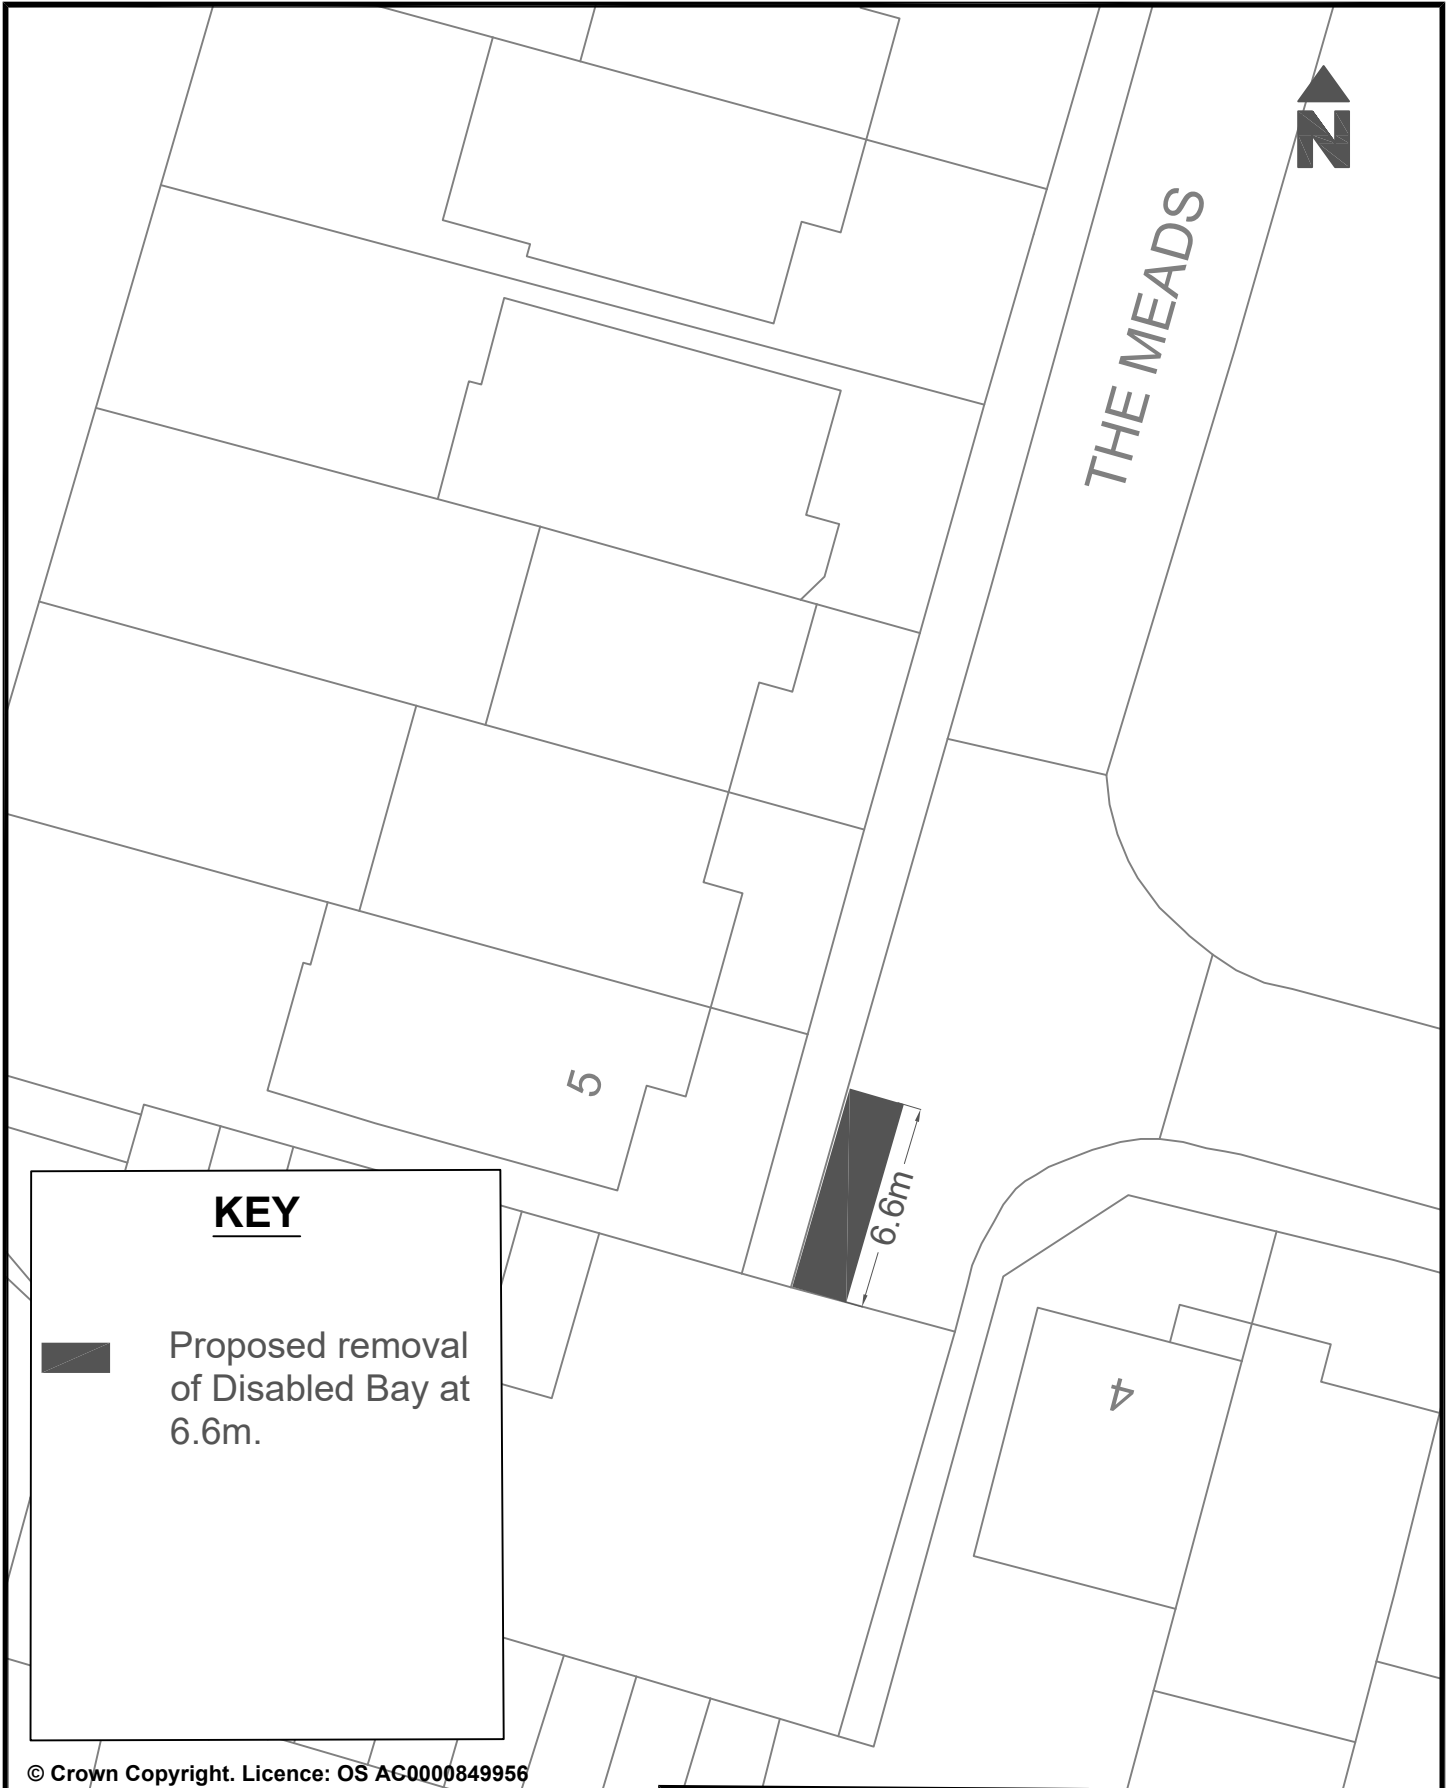 N
THE MEADS
5
6.6m
4
KEY
Proposed removal
of Disabled Bay at
6.6m.
© Crown Copyright. Licence: OS AC0000849956